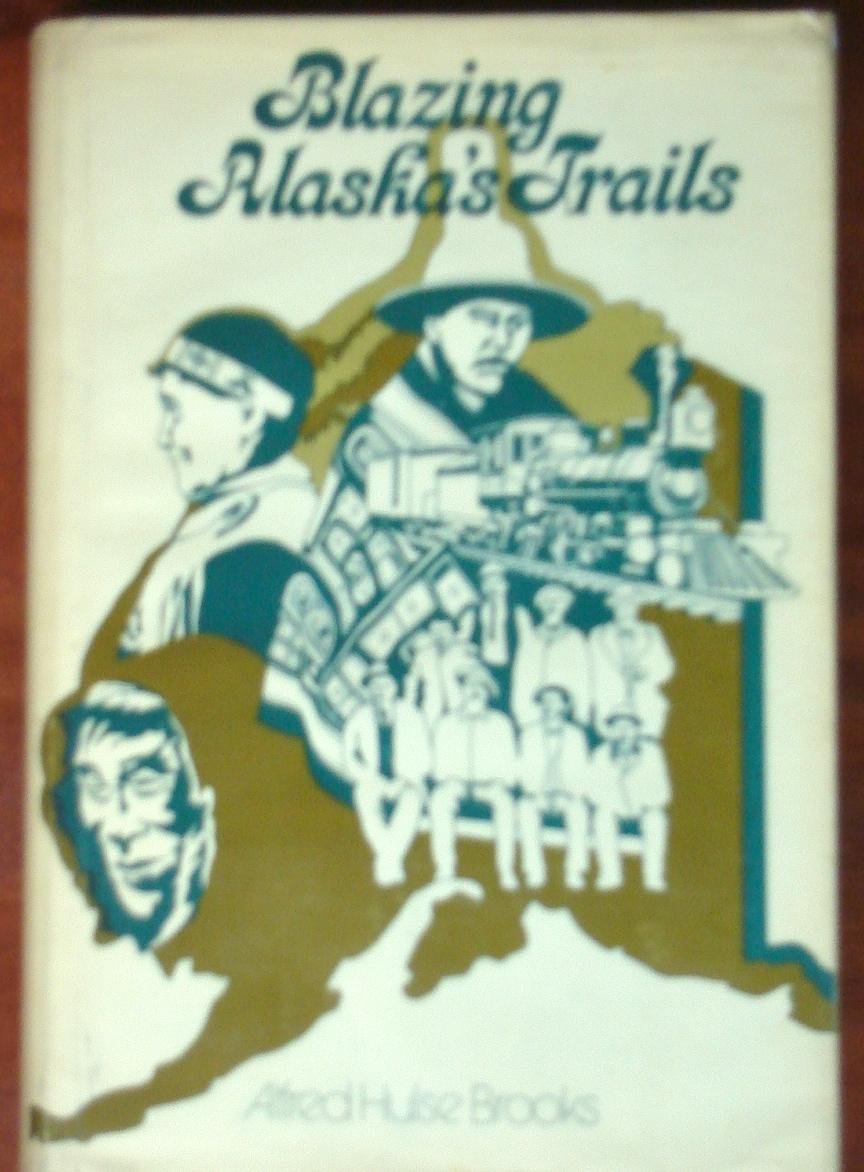 Blazing
Alaska's Trails
Alfred Hulse Brooks